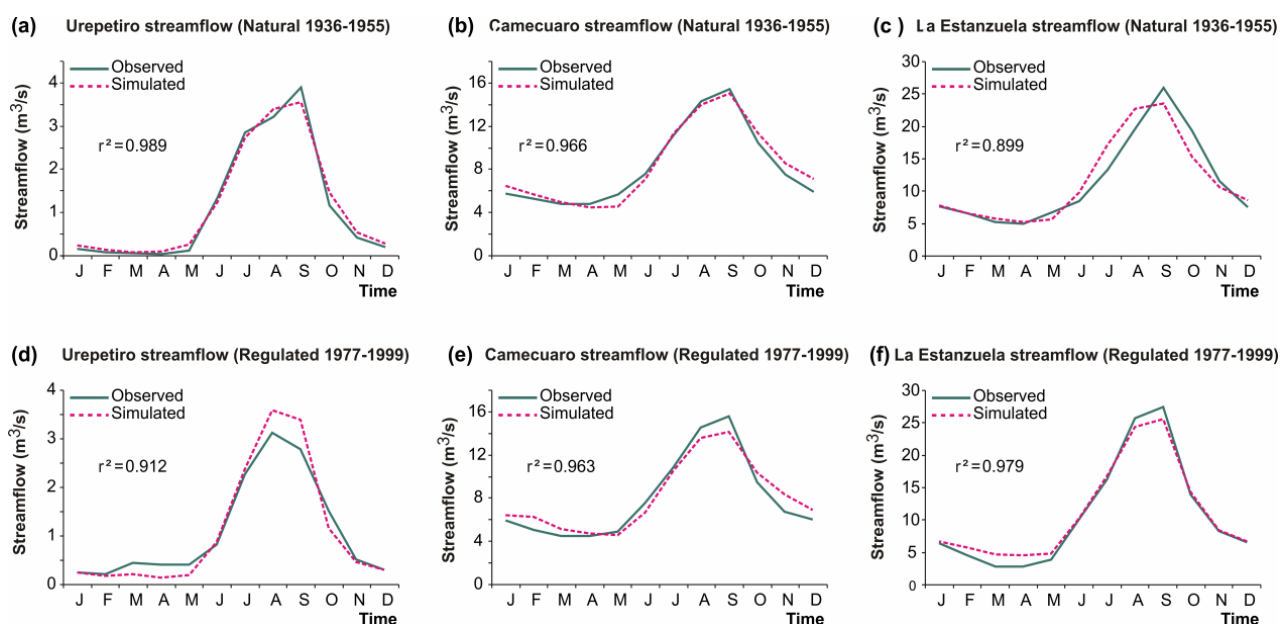 (a) Urepetiro streamflow (Natural 1936-1955)
Streamflow (m³/s)
4
3
2
1
0
Observed
Simulated
r²=0.989
J F M A M J J A S O N D
Time
(b) Camecuaro streamflow (Natural 1936-1955)
Streamflow (m³/s)
16
12
8
4
0
Observed
Simulated
r²=0.966
J F M A M J J A S O N D
Time
(c) La Estanzuela streamflow (Natural 1936-1955)
Streamflow (m³/s)
30
25
20
15
10
5
0
Observed
Simulated
r²=0.899
J F M A M J J A S O N D
Time
(d) Urepetiro streamflow (Regulated 1977-1999)
Streamflow (m³/s)
4
3
2
1
0
Observed
Simulated
r²=0.912
J F M A M J J A S O N D
Time
(e) Camecuaro streamflow (Regulated 1977-1999)
Streamflow (m³/s)
16
12
8
4
0
Observed
Simulated
r²=0.963
J F M A M J J A S O N D
Time
(f) La Estanzuela streamflow (Regulated 1977-1999)
Streamflow (m³/s)
30
25
20
15
10
5
0
Observed
Simulated
r²=0.979
J F M A M J J A S O N D
Time